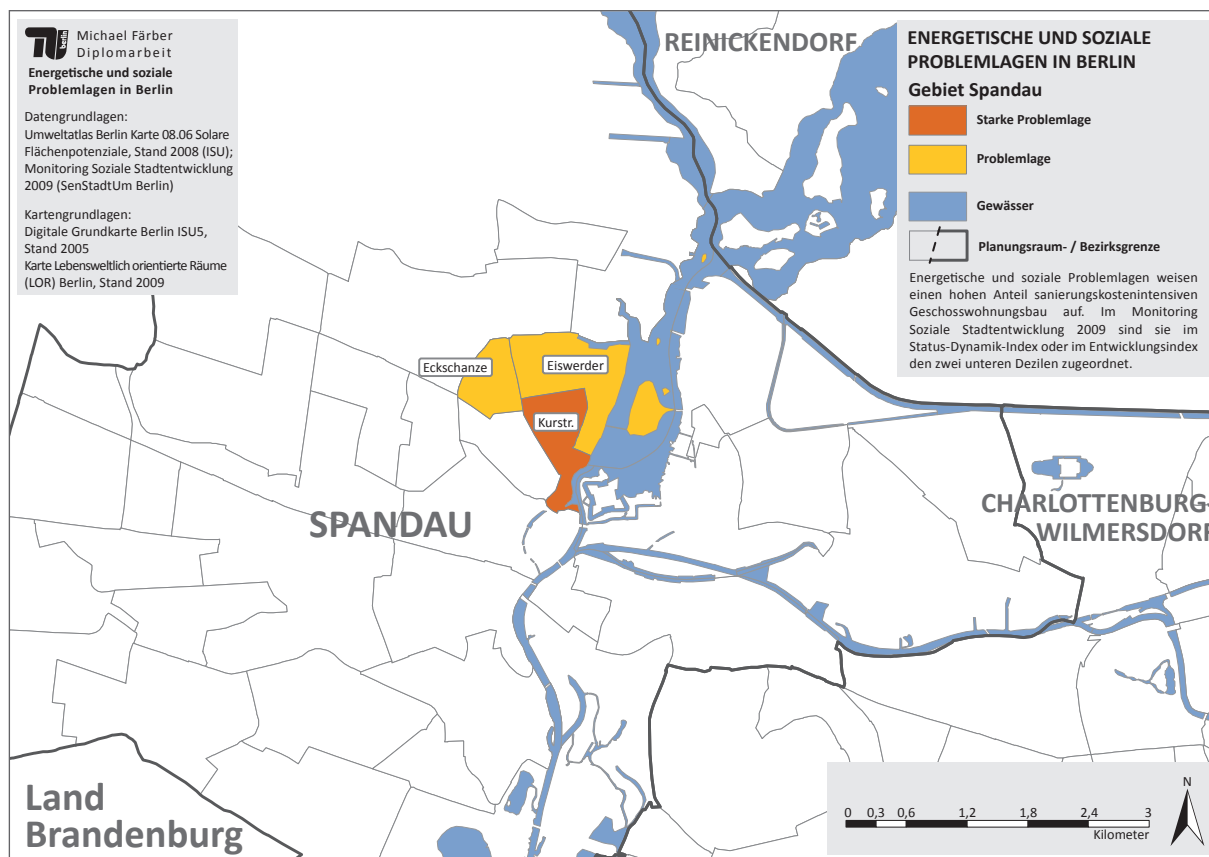 berlin
Michael Färber
Diplomarbeit
Energetische und soziale
Problemlagen in Berlin
Datengrundlagen:
Umweltatlas Berlin Karte 08.06 Solare
Flächenpotenziale, Stand 2008 (ISU);
Monitoring Soziale Stadtentwicklung
2009 (SenStadtUm Berlin)
Kartengrundlagen:
Digitale Grundkarte Berlin ISU5,
Stand 2005
Karte Lebensweltlich orientierte Räume
(LOR) Berlin, Stand 2009
REINICKENDORF
ENERGETISCHE UND SOZIALE
PROBLEMLAGEN IN BERLIN
Gebiet Spandau
Starke Problemlage
Problemlage
Gewässer
Planungsraum- / Bezirksgrenze
Energetische und soziale Problemlagen weisen
einen hohen Anteil sanierungskostenintensiven
Geschosswohnungsbau auf. Im Monitoring
Soziale Stadtentwicklung 2009 sind sie im
Status-Dynamik-Index oder im Entwicklungsindex
den zwei unteren Dezilen zugeordnet.
Eckschanze
Eiswerder
Kurstr.
SPANDAU
CHARLOTTENBURG-
WILMERSDORF
Land
Brandenburg
N
0 0,3 0,6 1,2 1,8 2,4 3
Kilometer